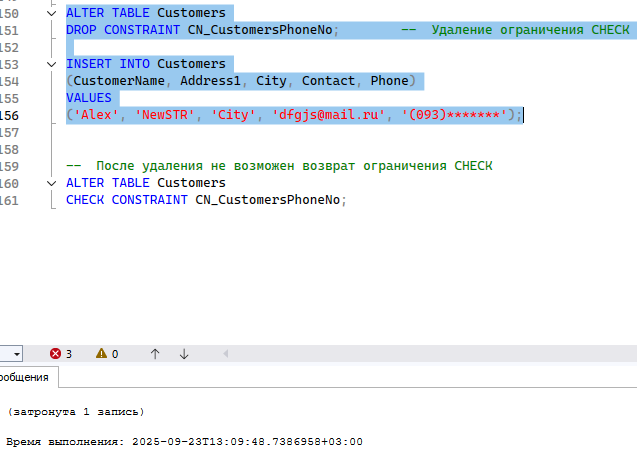 150 ALTER TABLE Customers
151 DROP CONSTRAINT CN_CustomersPhoneNo; -- Удаление ограничения CHECK
152
153 INSERT INTO Customers
154 (CustomerName, Address1, City, Contact, Phone)
155 VALUES
156 ('Alex', 'NewSTR', 'City', 'dfgjs@mail.ru', '(093)*******');
157
158
159 -- После удаления не возможен возврат ограничения CHECK
160 ALTER TABLE Customers
161 CHECK CONSTRAINT CN_CustomersPhoneNo;
3 0
ообщения
(затронута 1 запись)
Время выполнения: 2025-09-23T13:09:48.7386958+03:00